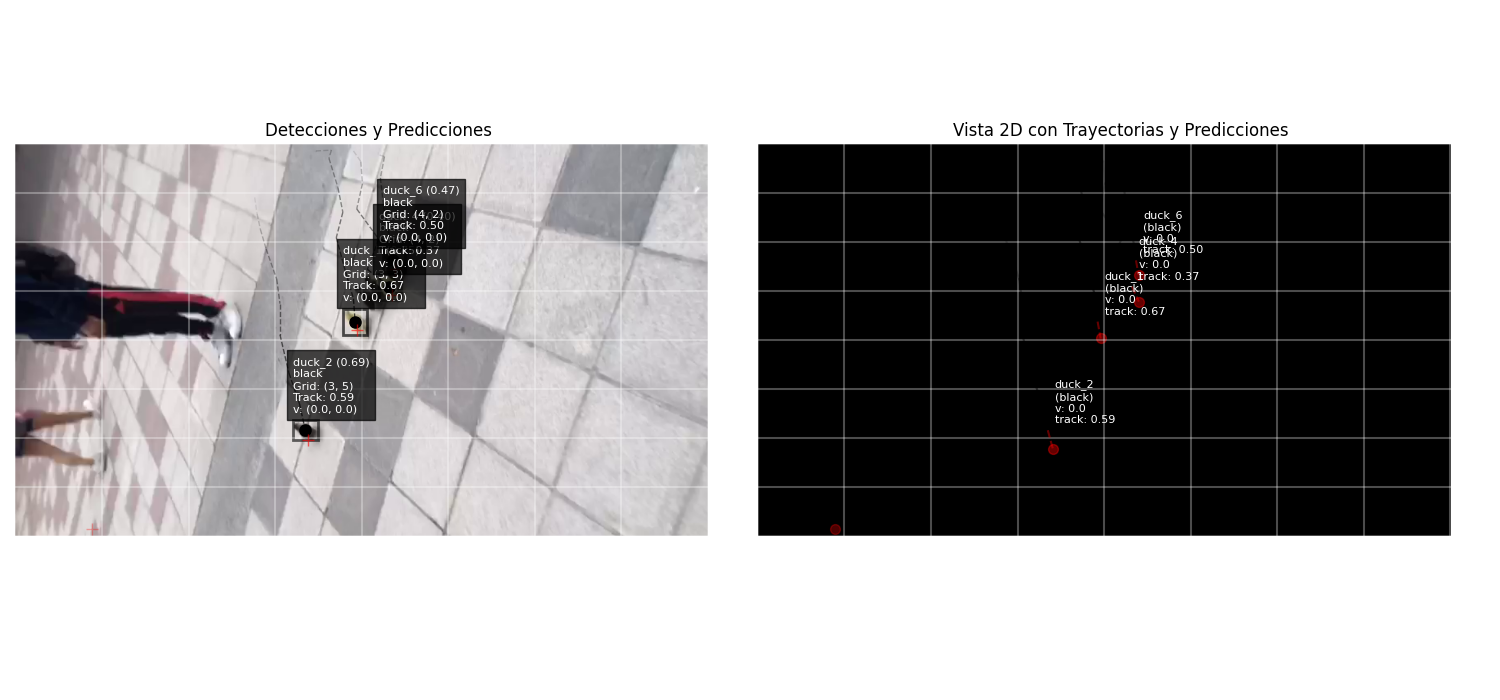 Detecciones y Predicciones
duck_6 (0.47)
black
Grid: (4, 2)
Track: 0.50
v: (0.0, 0.0)
Track: 0.37
v: (0.0, 0.0)
duck_
black
Grid: (3, 3)
Track: 0.67
v: (0.0, 0.0)
duck_2 (0.69)
black
Grid: (3, 5)
Track: 0.59
v: (0.0, 0.0)
Vista 2D con Trayectorias y Predicciones
duck_6
(black)
v: 0.0
track: 0.50
duck_4
(black)
v: 0.0
track: 0.37
duck_1
(black)
v: 0.0
track: 0.67
duck_2
(black)
v: 0.0
track: 0.59